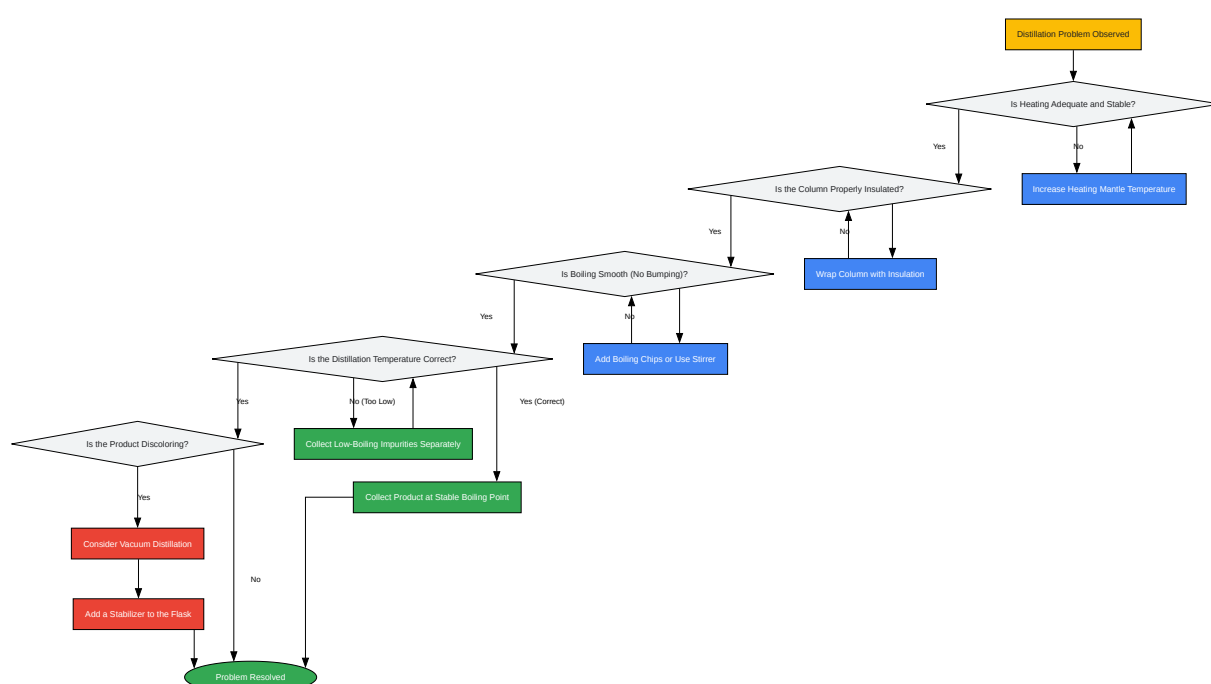 Distillation Problem Observed
Is Heating Adequate and Stable?
Yes
No
Is the Column Properly Insulated?
Increase Heating Mantle Temperature
Yes
No
Is Boiling Smooth (No Bumping)?
Wrap Column with Insulation
Yes
No
Is the Distillation Temperature Correct?
Add Boiling Chips or Use Stirrer
Yes
No (Too Low)
Yes (Correct)
Is the Product Discoloring?
Collect Low-Boiling Impurities Separately
Yes
Collect Product at Stable Boiling Point
Consider Vacuum Distillation
No
Add a Stabilizer to the Flask
Problem Resolved